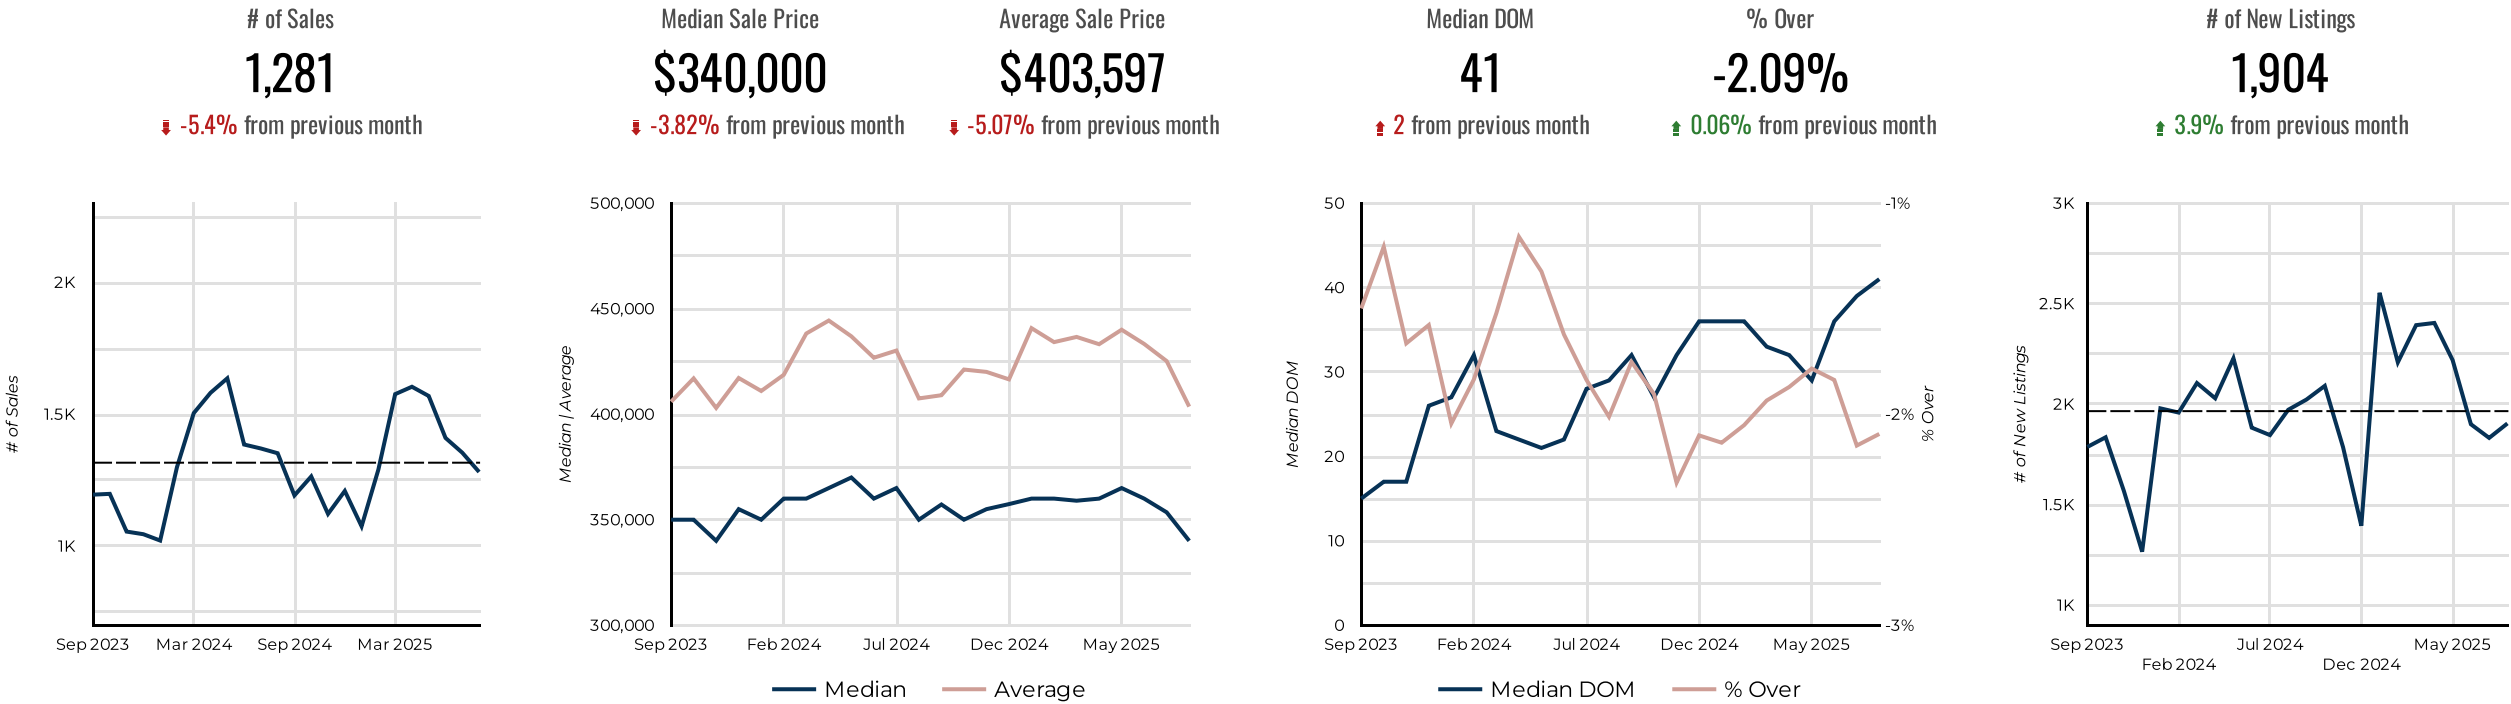 # of Sales
1,281
-5.4% from previous month
Median Sale Price
$340,000
-3.82% from previous month
Average Sale Price
$403,597
-5.07% from previous month
Median DOM
41
2 from previous month
% Over
-2.09%
0.06% from previous month
# of New Listings
1,904
3.9% from previous month
# of Sales
2K
1.5K
1K
Sep 2023
Mar 2024
Sep 2024
Mar 2025
Median | Average
500,000
450,000
400,000
350,000
300,000
Sep 2023
Feb 2024
Jul 2024
Dec 2024
May 2025
Median
Average
Median DOM
50
40
30
20
10
0
-1%
-2%
-3%
% Over
Sep 2023
Feb 2024
Jul 2024
Dec 2024
May 2025
Median DOM
% Over
# of New Listings
3K
2.5K
2K
1.5K
1K
Sep 2023
Feb 2024
Jul 2024
Dec 2024
May 2025